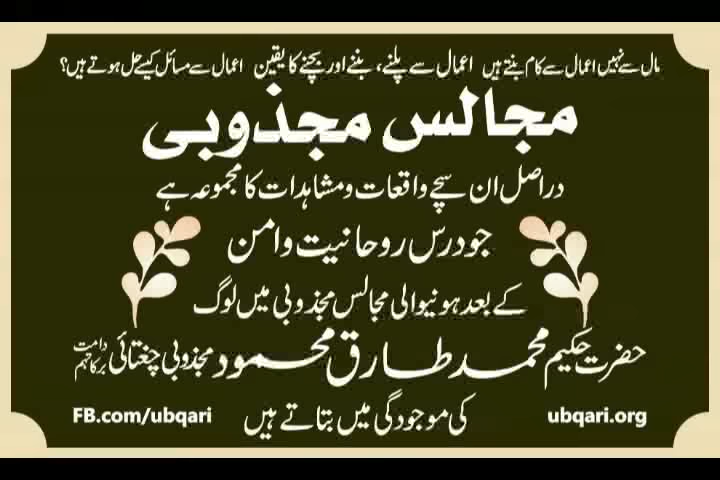 مال سے نہیں اعمال سے کام بنتے ہیں اعمال سے پلنے، بننے اور بچنے کا یقین اعمال سے مسائل کیسے حل ہوتے ہیں؟
مجالس مجذوبی
دراصل ان سچے واقعات و مشاہدات کا مجموعہ ہے
جو درس روحانیت و امن
کے بعد ہونیوالی مجالس مجذوبی میں لوگ
حضرت حکیم محمد طارق محمود مجذوبی چغتائی دامت برکاتہم
کی موجودگی میں بتاتے ہیں
FB.com/ubqari
ubqari.org